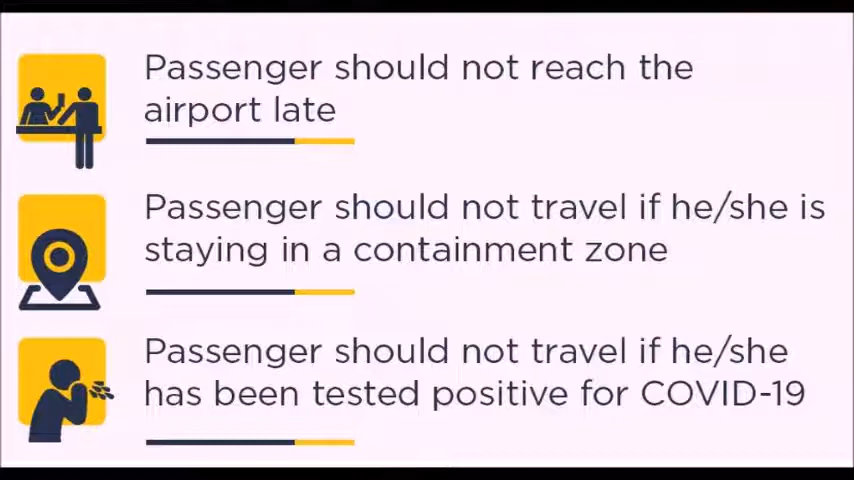 Passenger should not reach the
airport late
Passenger should not travel if he/she is
staying in a containment zone
Passenger should not travel if he/she
has been tested positive for COVID-19